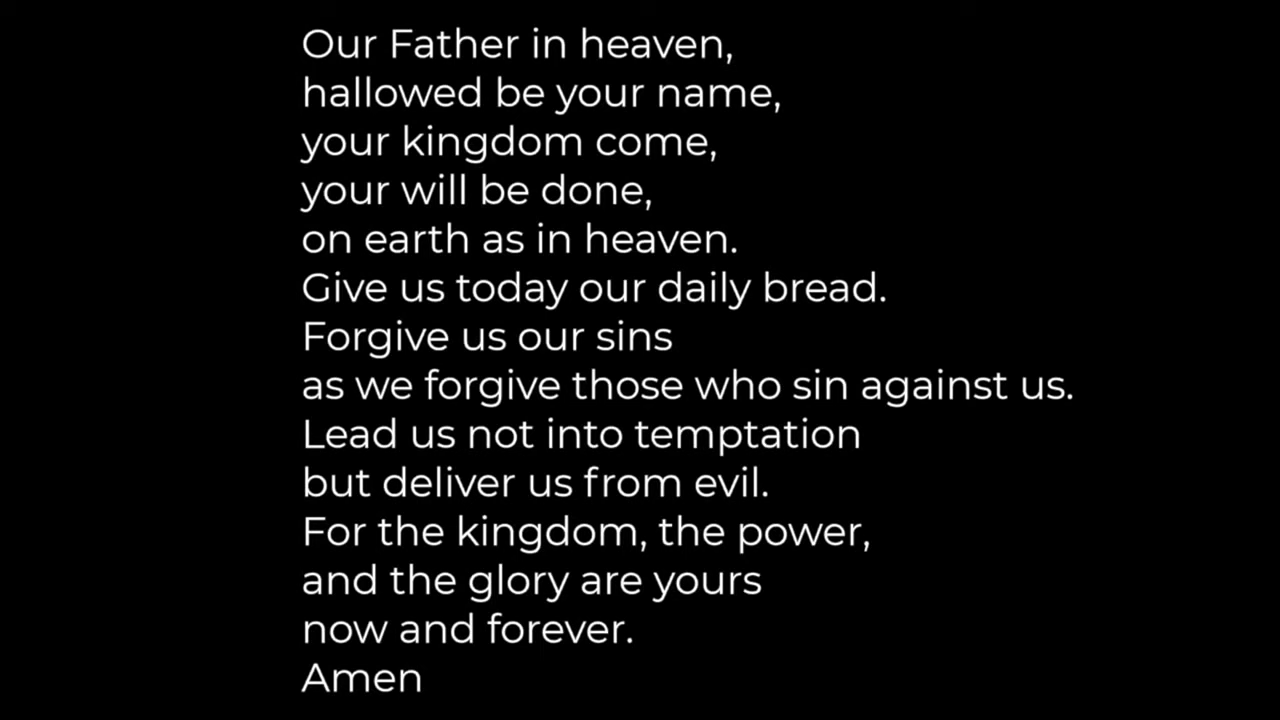 Our Father in heaven,
hallowed be your name,
your kingdom come,
your will be done,
on earth as in heaven.
Give us today our daily bread.
Forgive us our sins
as we forgive those who sin against us.
Lead us not into temptation
but deliver us from evil.
For the kingdom, the power,
and the glory are yours
now and forever.
Amen